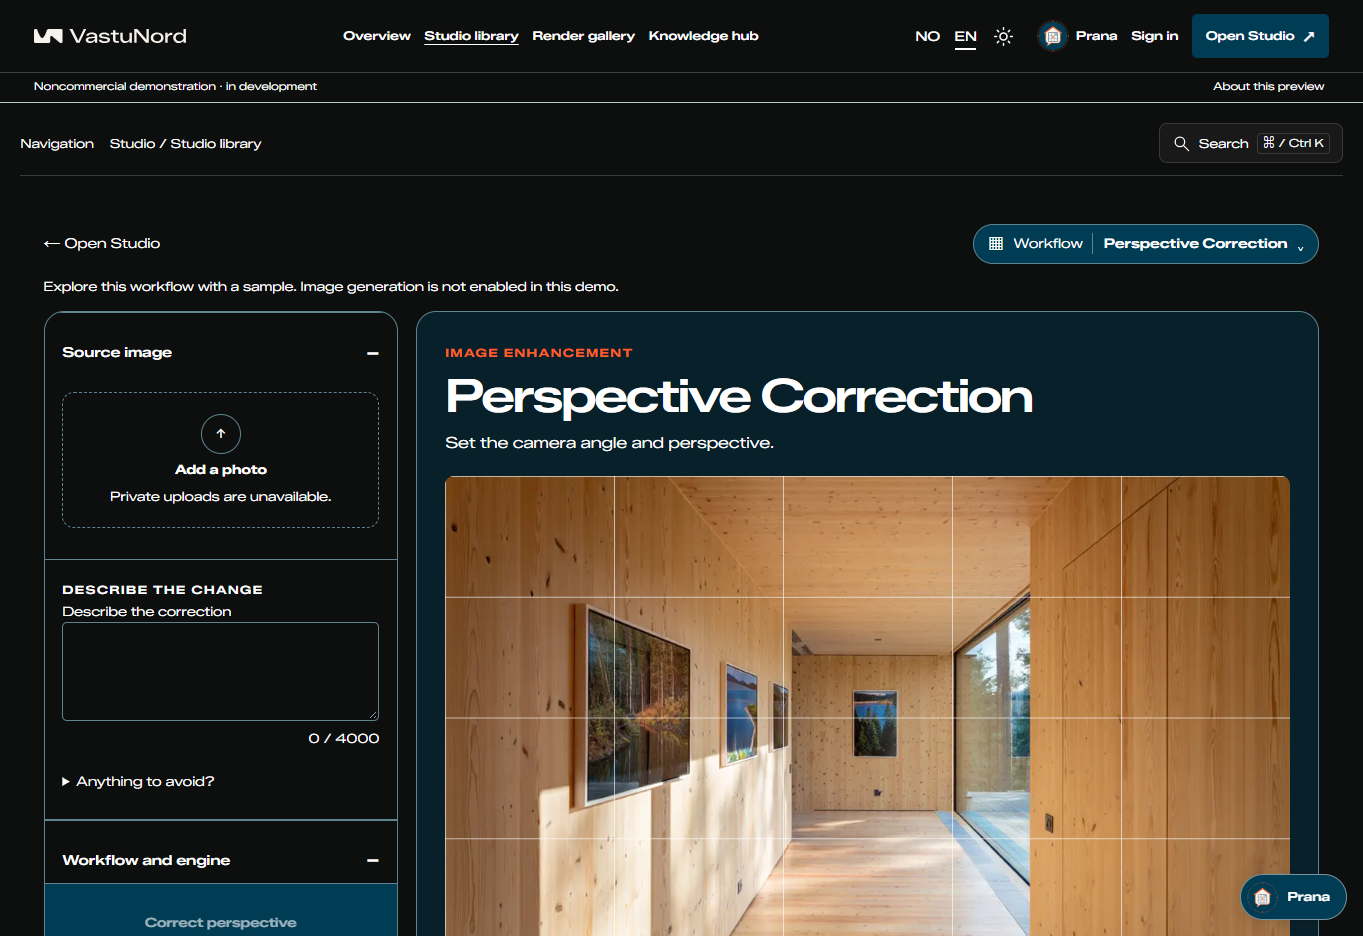 VastuNord
Overview Studio library Render gallery Knowledge hub
NO EN Prana Sign in Open Studio ↗
Noncommercial demonstration · in development
About this preview
Navigation Studio / Studio library
Search ⌘ / Ctrl K
← Open Studio
Workflow Perspective Correction
Explore this workflow with a sample. Image generation is not enabled in this demo.
Source image
Add a photo
Private uploads are unavailable.
DESCRIBE THE CHANGE
Describe the correction
0 / 4000
Anything to avoid?
Workflow and engine
Correct perspective
IMAGE ENHANCEMENT
Perspective Correction
Set the camera angle and perspective.
Prana